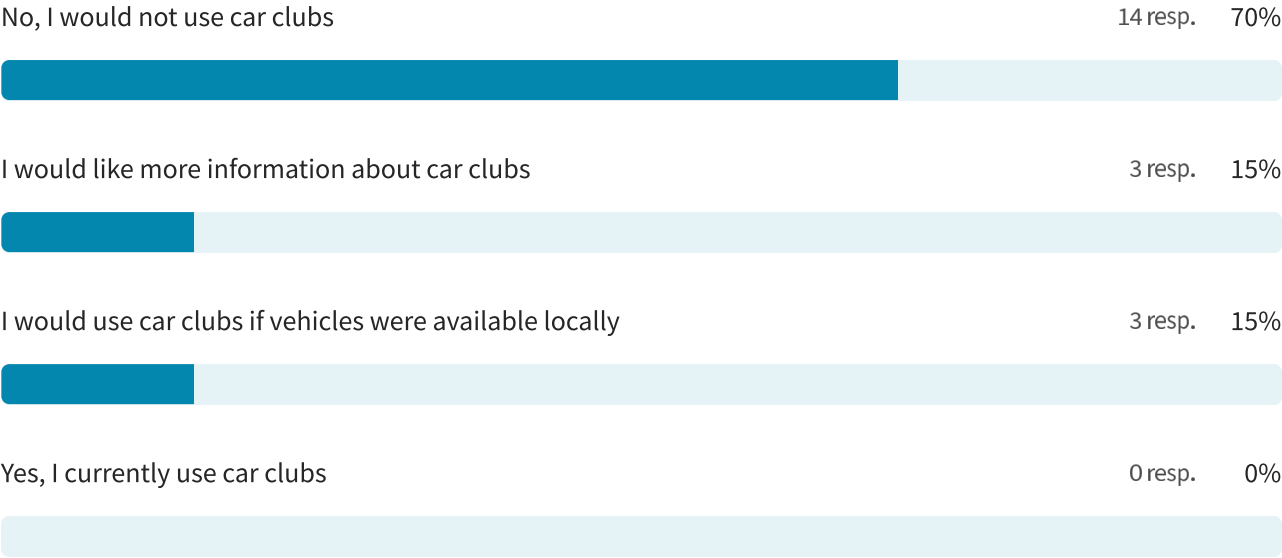 No, I would not use car clubs 14 resp. 70%
I would like more information about car clubs 3 resp. 15%
I would use car clubs if vehicles were available locally 3 resp. 15%
Yes, I currently use car clubs 0 resp. 0%